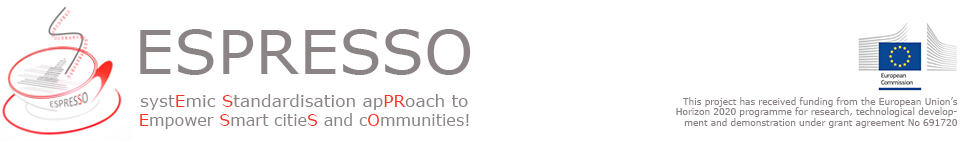 ESPRESSO
ESPRESSO
systEmic Standardisation apPRoach to
Empower Smart citieS and cOmmunities!
European
Commission
This project has received funding from the European Union's
Horizon 2020 programme for research, technological develop-
ment and demonstration under grant agreement No 691720